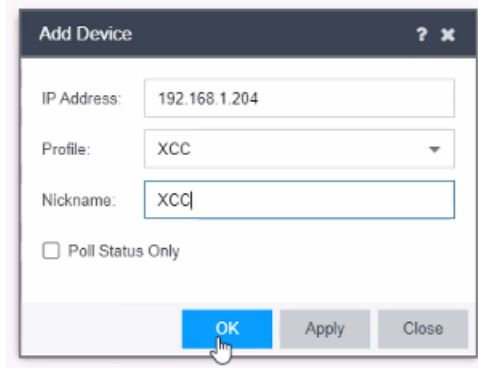 Add Device ? ×
IP Address: 192.168.1.204
Profile: XCC
Nickname: XCC
Poll Status Only
OK Apply Close